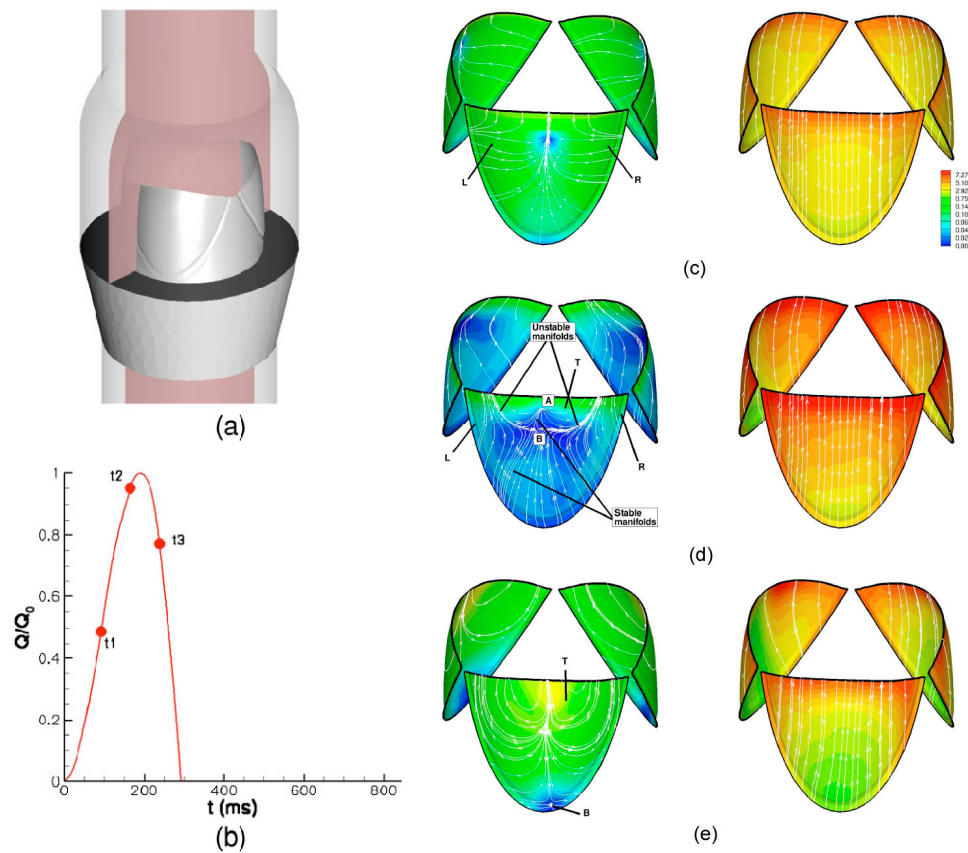 (a)
1
0.8
0.6
0.4
0.2
0
Q/Q0
t2
t3
t1
0
200
400
600
800
t (ms)
(b)
L
R
7.27
5.10
2.92
0.75
0.14
0.10
0.06
0.04
0.02
0.00
(c)
Unstable
manifolds
T
A
B
L
R
Stable
manifolds
(d)
T
B
(e)